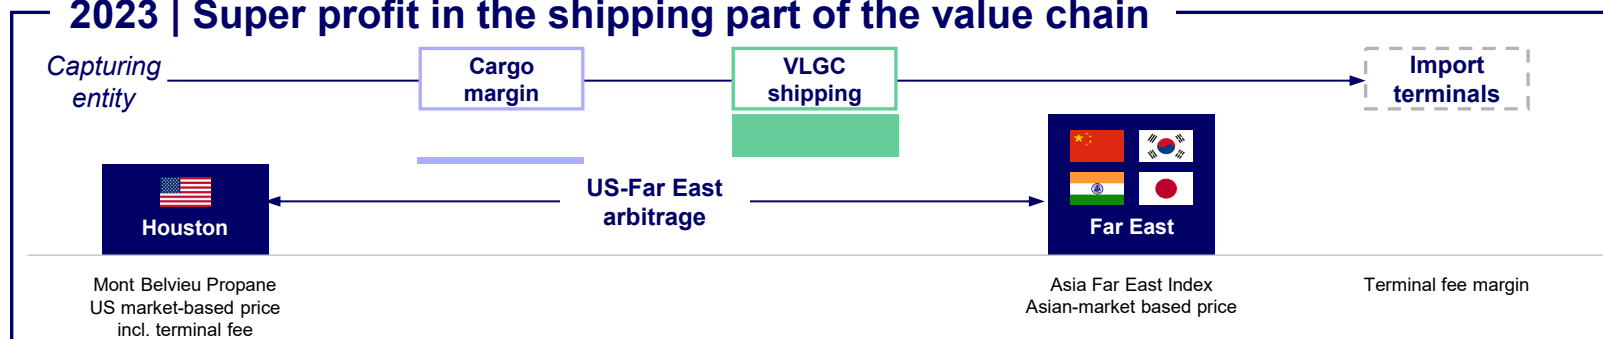 2023 | Super profit in the shipping part of the value chain
Capturing
entity
Cargo
margin
VLGC
shipping
Import
terminals
US-Far East
arbitrage
Houston
Far East
Mont Belvieu Propane
US market-based price
incl. terminal fee
Asia Far East Index
Asian-market based price
Terminal fee margin